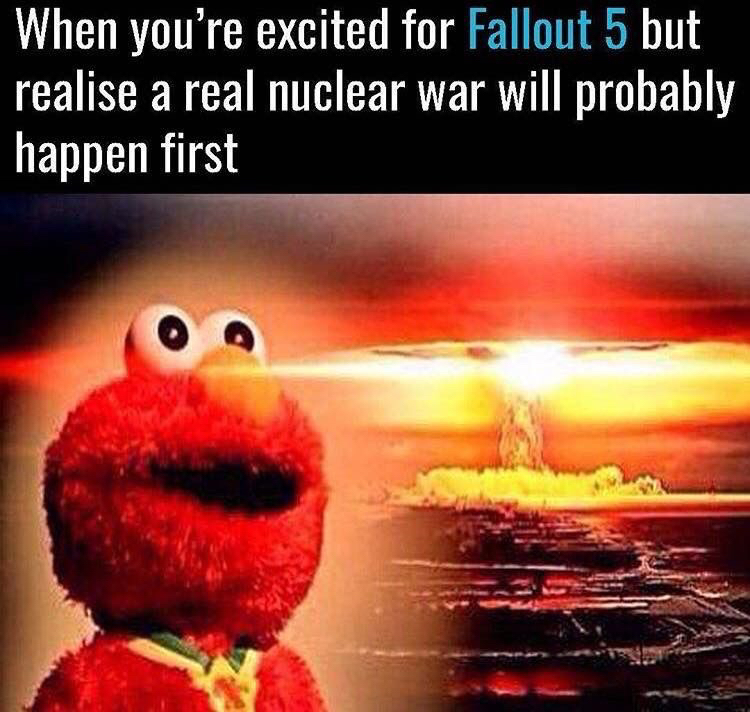 When you're excited for Fallout 5 but
realise a real nuclear war will probably
happen first